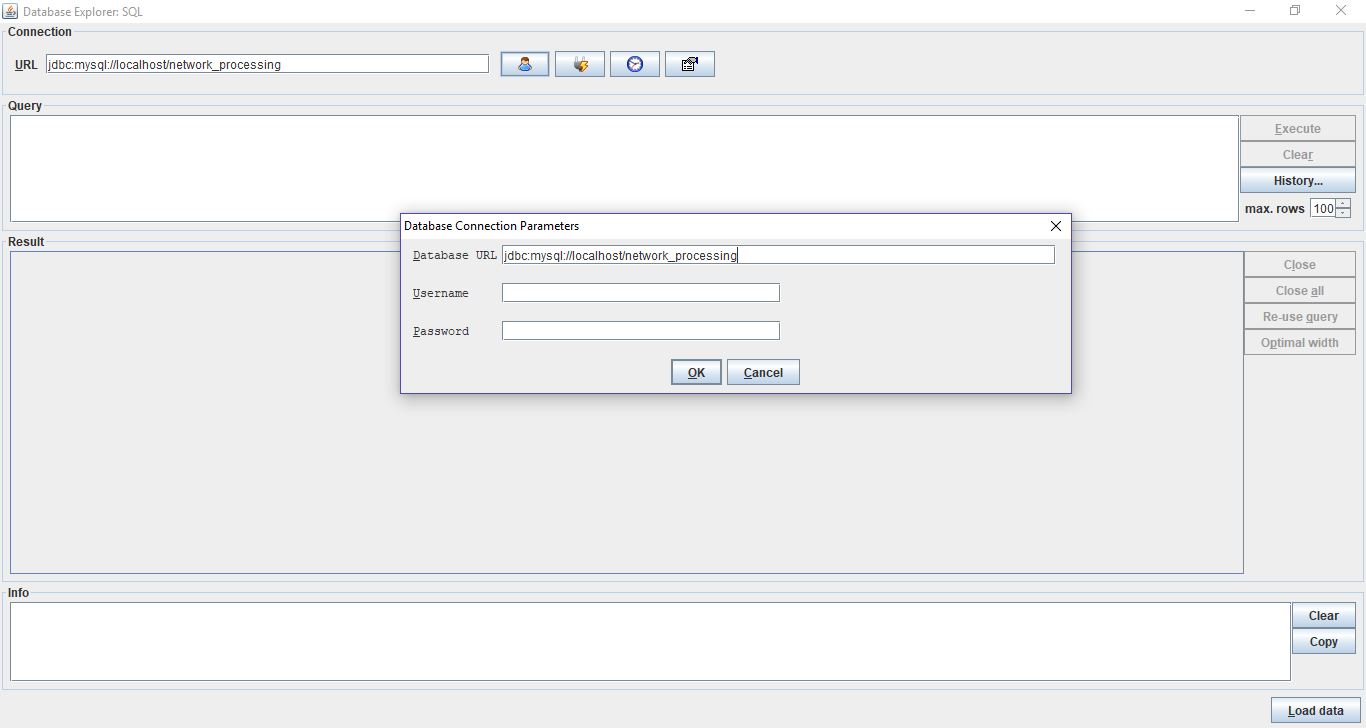 Database Explorer: SQL
Connection
URL jdbc:mysql://localhost/network_processing
Query
Execute
Clear
History...
max. rows 100
Database Connection Parameters
Database URL jdbc:mysql://localhost/network_processing
Username
Password
OK Cancel
Result
Close
Close all
Re-use query
Optimal width
Info
Clear
Copy
Load data